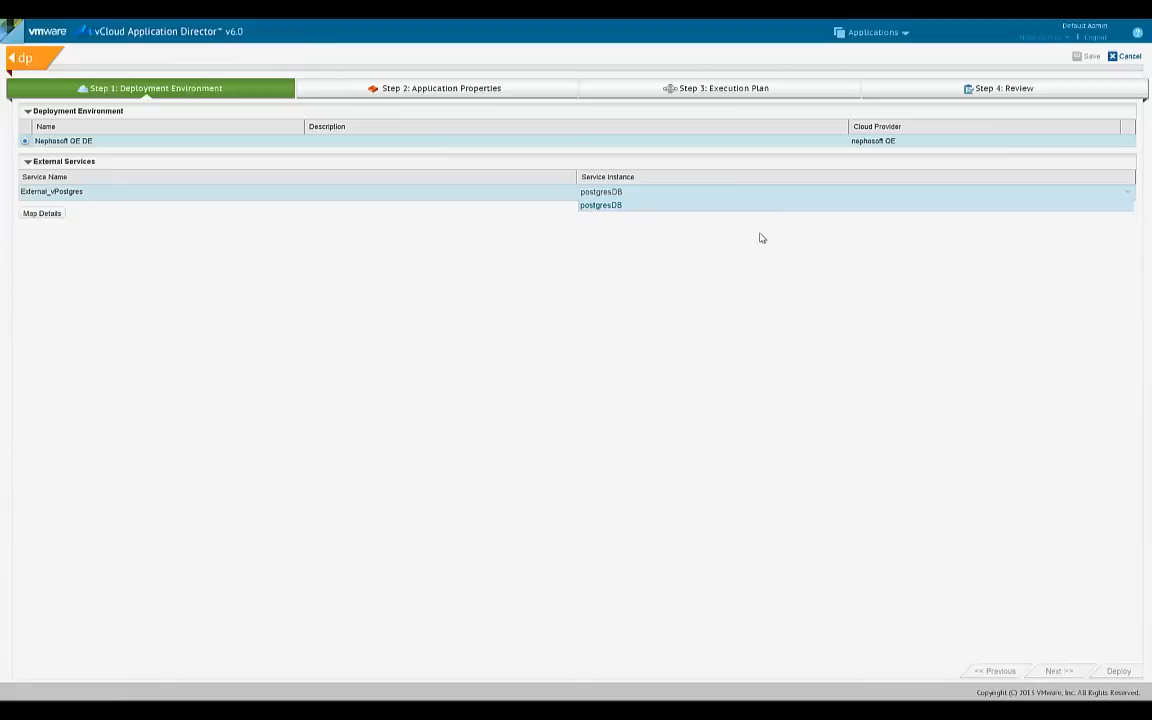 vmware vCloud Application Director™ v6.0 Applications Default Admin
Logout
dp Save Cancel
Step 1: Deployment Environment Step 2: Application Properties Step 3: Execution Plan Step 4: Review
Deployment Environment
Name Description Cloud Provider
Nephosoft QE DE nephosoft QE
External Services
Service Name Service Instance
External_vPostgres postgresDB
postgresDB
Map Details
<< Previous Next >> Deploy
Copyright (C) 2013 VMware, Inc. All Rights Reserved.